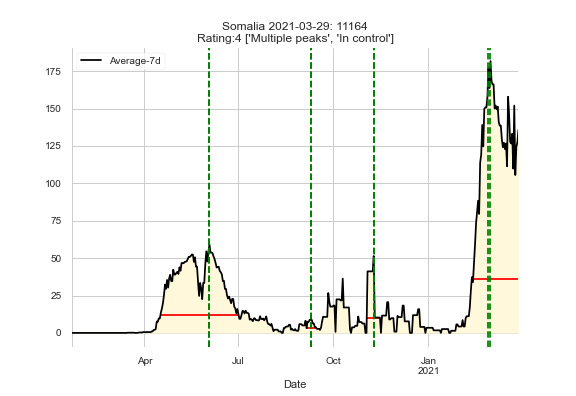 Somalia 2021-03-29: 11164
Rating:4 ['Multiple peaks', 'In control']
Average-7d
175
150
125
100
75
50
25
0
Apr
Jul
Oct
Jan
2021
Date